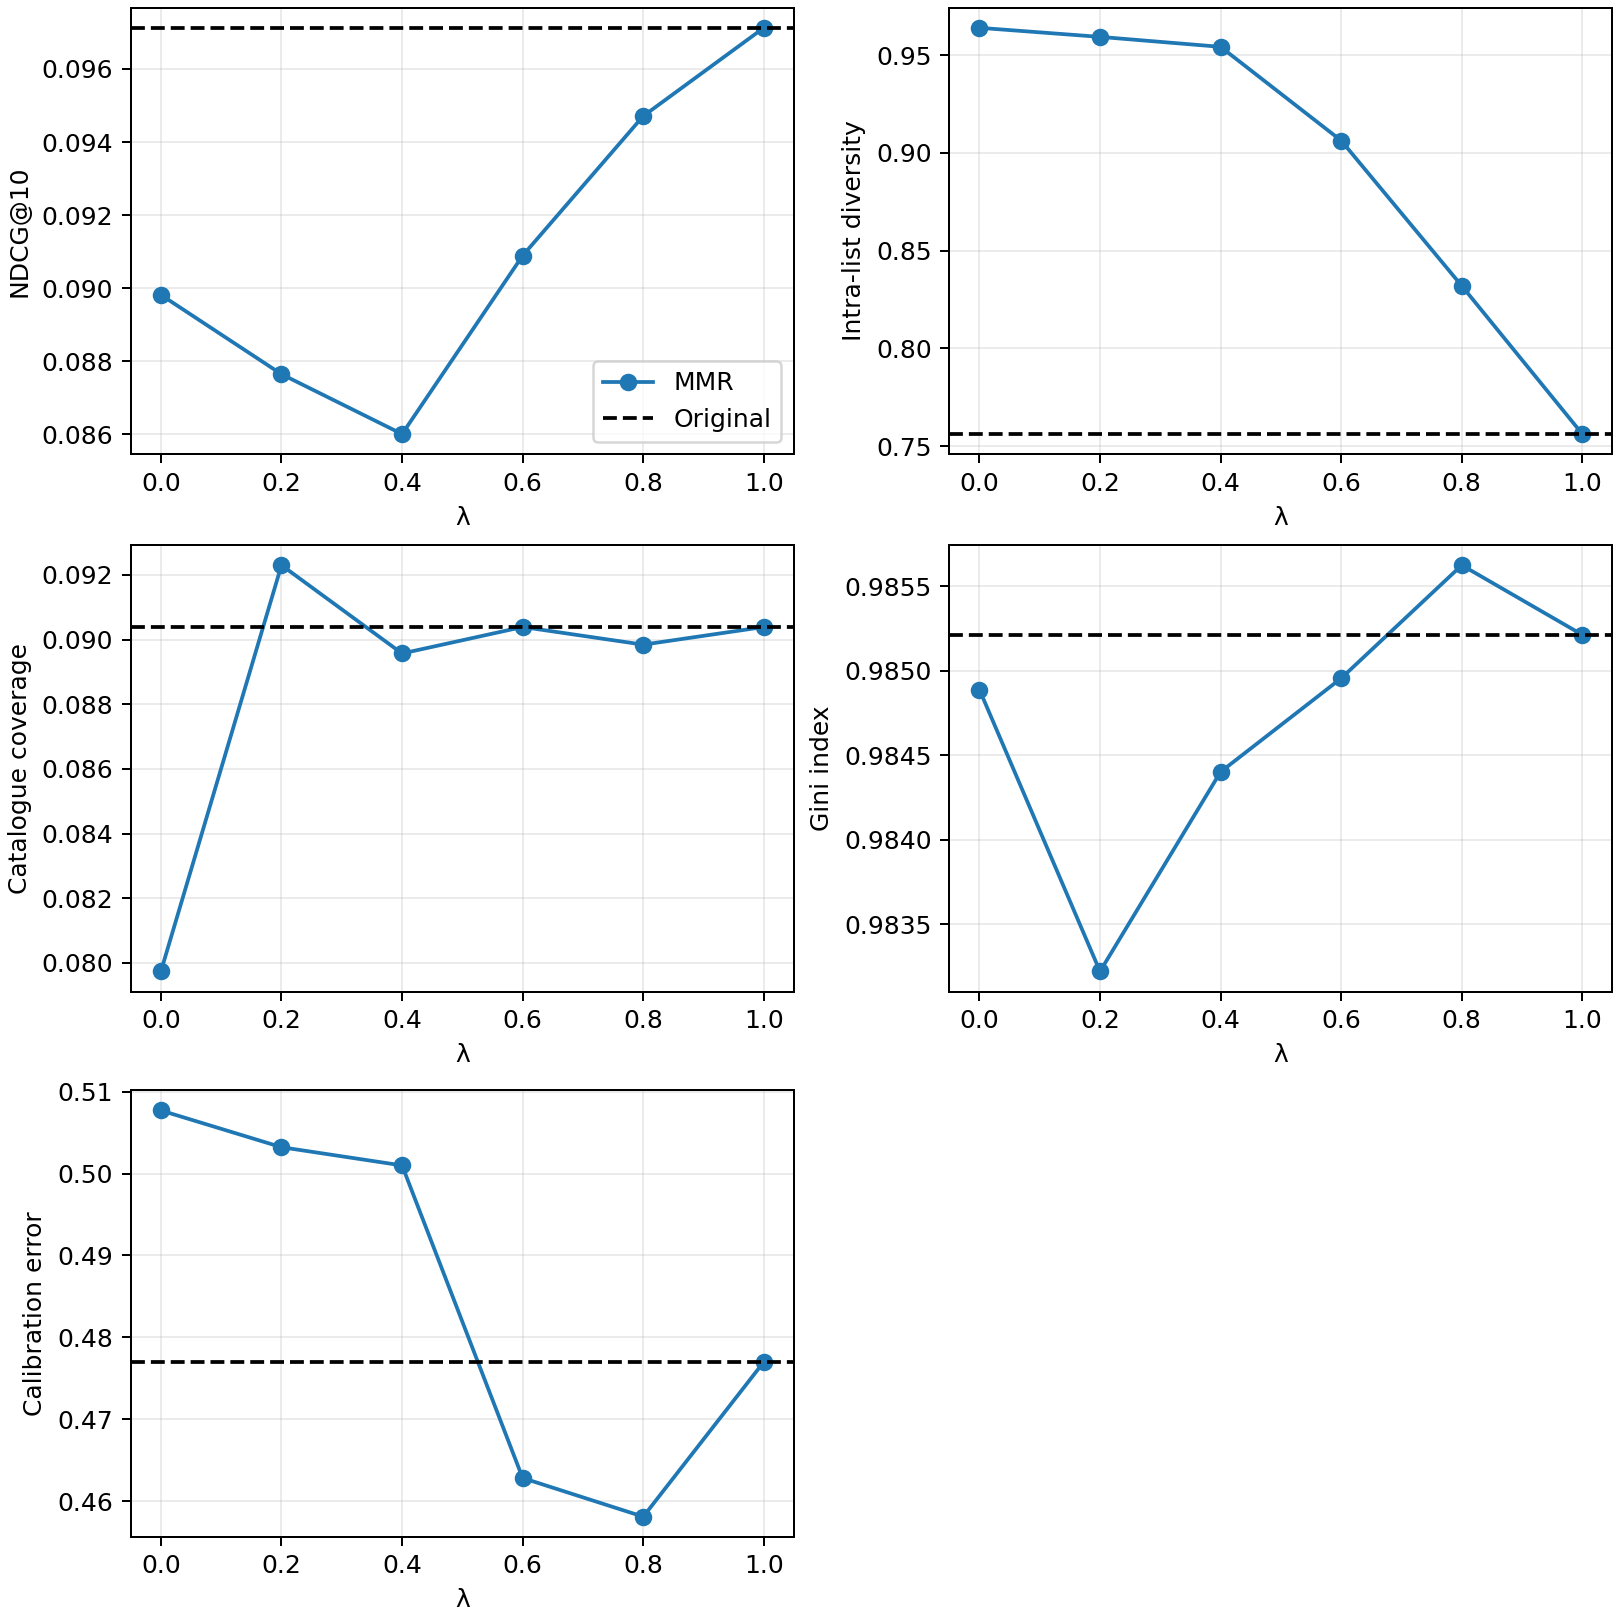 NDCG@10
0.096
0.094
0.092
0.090
0.088
0.086
0.0 0.2 0.4 0.6 0.8 1.0
λ
MMR
Original
Intra-list diversity
0.95
0.90
0.85
0.80
0.75
0.0 0.2 0.4 0.6 0.8 1.0
λ
Catalogue coverage
0.092
0.090
0.088
0.086
0.084
0.082
0.080
0.0 0.2 0.4 0.6 0.8 1.0
λ
Gini index
0.9855
0.9850
0.9845
0.9840
0.9835
0.0 0.2 0.4 0.6 0.8 1.0
λ
Calibration error
0.51
0.50
0.49
0.48
0.47
0.46
0.0 0.2 0.4 0.6 0.8 1.0
λ